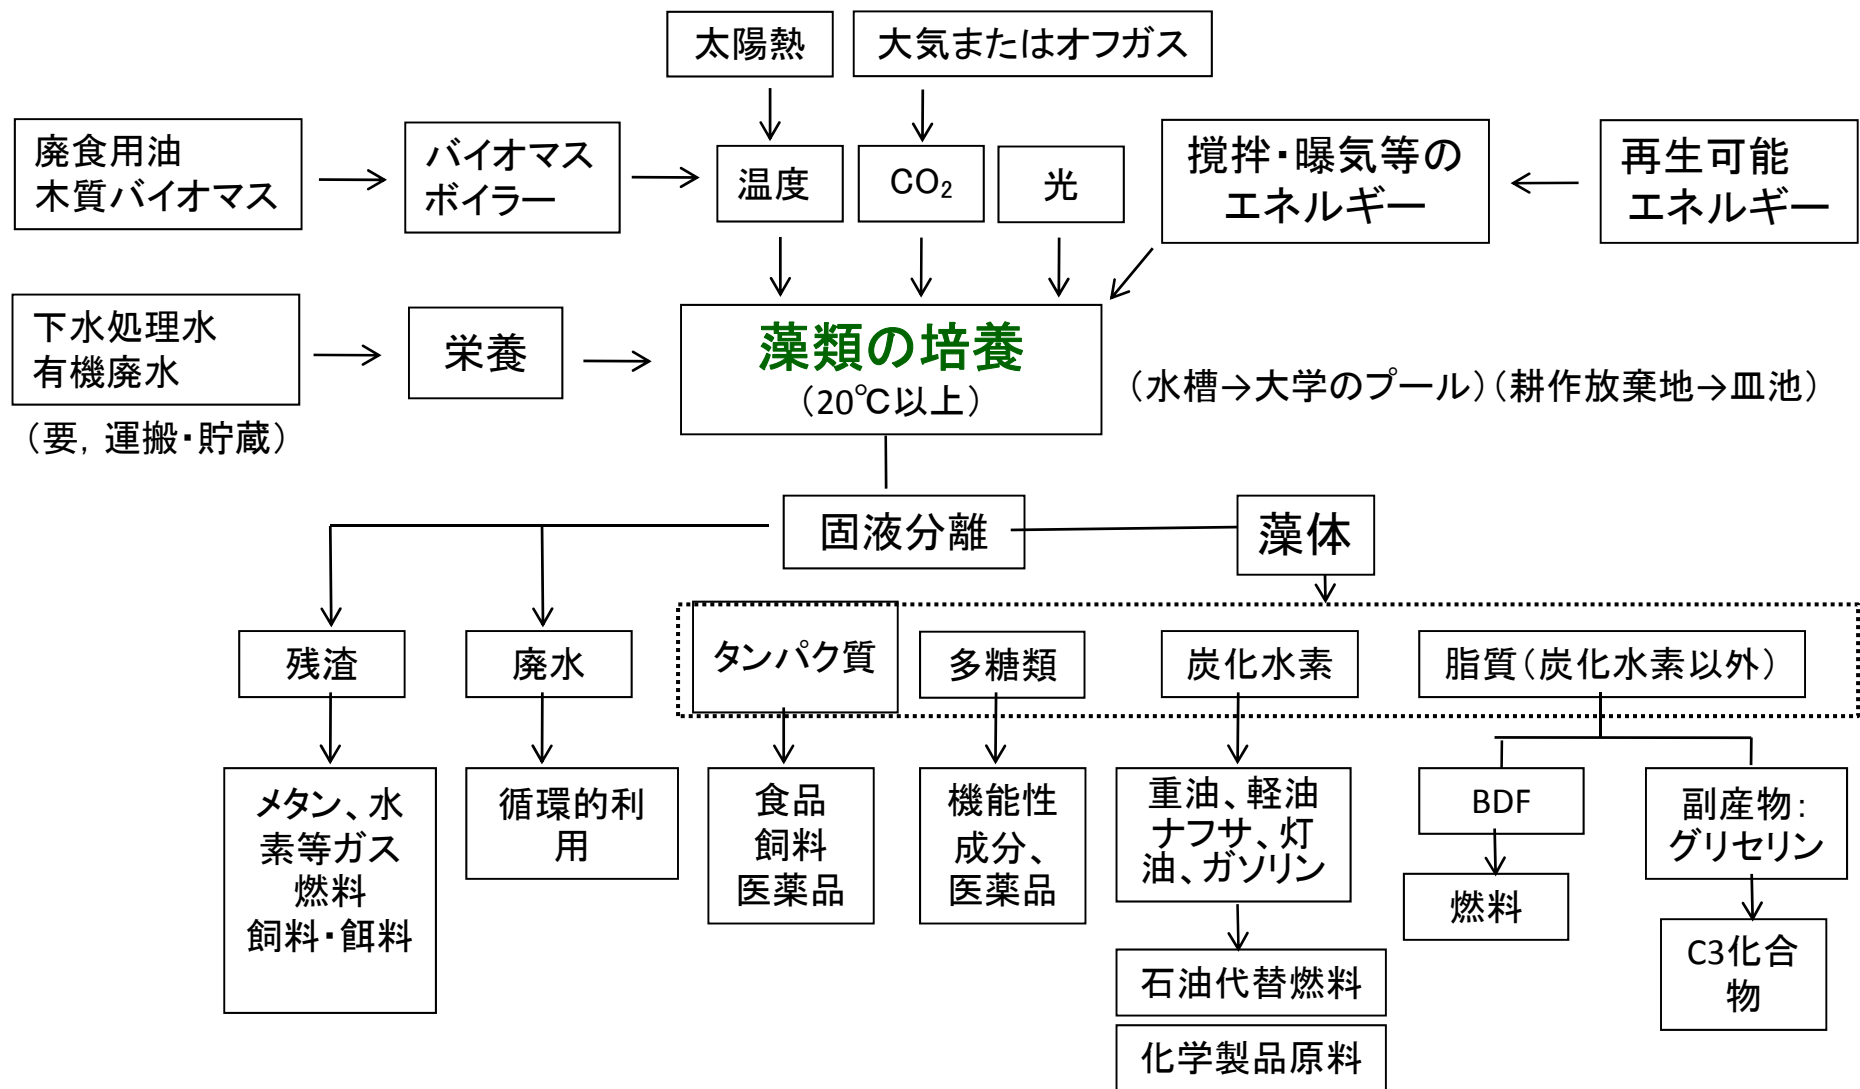 太陽熱
大気またはオフガス
廃食用油
木質バイオマス
バイオマス
ボイラー
温度
CO₂
光
撹拌・曝気等の
エネルギー
再生可能
エネルギー
下水処理水
有機廃水
（要，運搬・貯蔵）
栄養
藻類の培養
（20℃以上）
（水槽→大学のプール）（耕作放棄地→皿池）
固液分離
藻体
残渣
廃水
タンパク質
多糖類
炭化水素
脂質（炭化水素以外）
メタン、水
素等ガス
燃料
飼料・餌料
循環的利
用
食品
飼料
医薬品
機能性
成分、
医薬品
重油、軽油
ナフサ、灯
油、ガソリン
BDF
副産物：
グリセリン
燃料
C3化合
物
石油代替燃料
化学製品原料